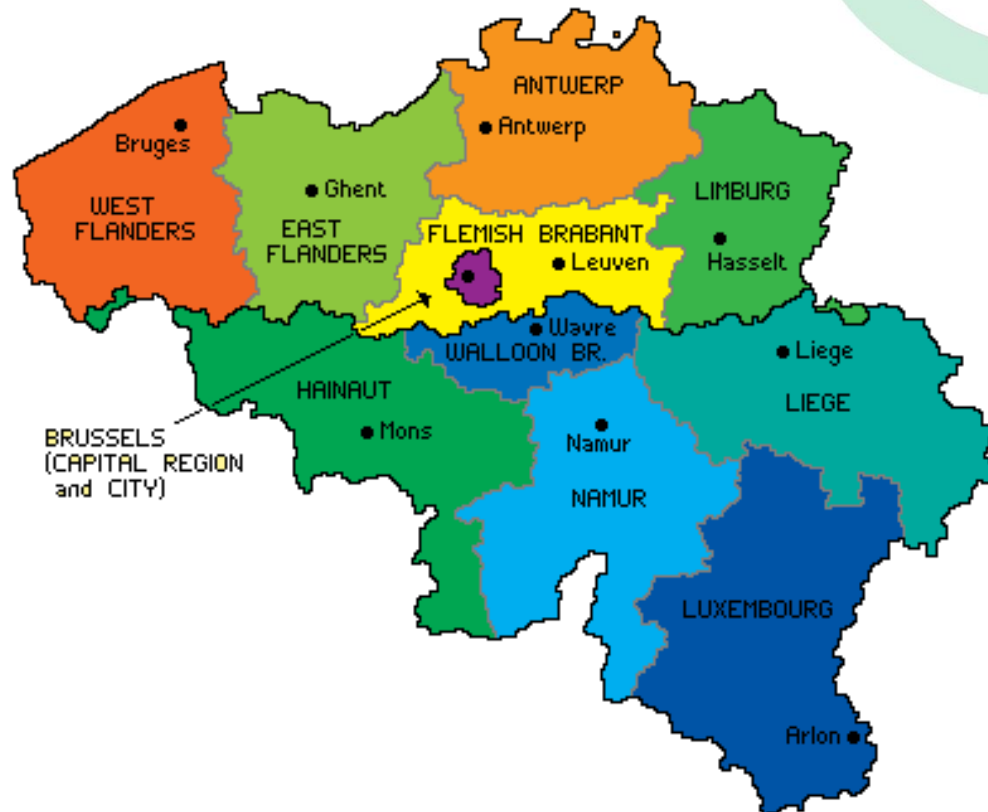 ANTWERP
Antwerp
Bruges
WEST
FLANDERS
Ghent
EAST
FLANDERS
LIMBURG
Hasselt
FLEMISH BRABANT
Leuven
Wavre
WALLOON BR.
Liege
LIEGE
HAINAUT
Mons
BRUSSELS
(CAPITAL REGION
and CITY)
Namur
NAMUR
LUXEMBOURG
Arlon